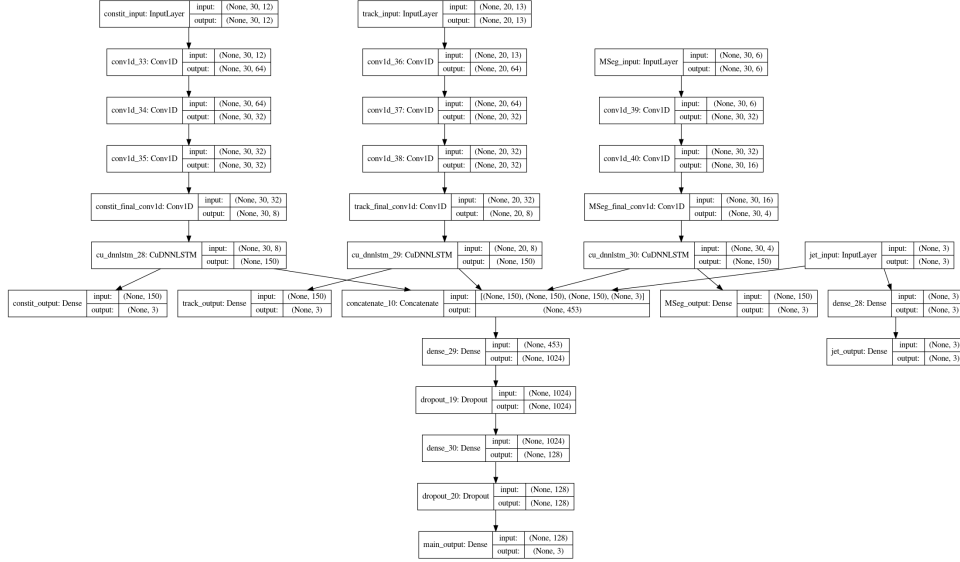 constit_input: InputLayer input: (None, 30, 12)
output: (None, 30, 12)
track_input: InputLayer input: (None, 20, 13)
output: (None, 20, 13)
conv1d_33: Conv1D input: (None, 30, 12)
output: (None, 30, 64)
conv1d_36: Conv1D input: (None, 20, 13)
output: (None, 20, 64)
MSeg_input: InputLayer input: (None, 30, 6)
output: (None, 30, 6)
conv1d_34: Conv1D input: (None, 30, 64)
output: (None, 30, 32)
conv1d_37: Conv1D input: (None, 20, 64)
output: (None, 20, 32)
conv1d_39: Conv1D input: (None, 30, 6)
output: (None, 30, 32)
conv1d_35: Conv1D input: (None, 30, 32)
output: (None, 30, 32)
conv1d_38: Conv1D input: (None, 20, 32)
output: (None, 20, 32)
conv1d_40: Conv1D input: (None, 30, 32)
output: (None, 30, 16)
constit_final_conv1d: Conv1D input: (None, 30, 32)
output: (None, 30, 8)
track_final_conv1d: Conv1D input: (None, 20, 32)
output: (None, 20, 8)
MSeg_final_conv1d: Conv1D input: (None, 30, 16)
output: (None, 30, 4)
cu_dnnlstm_28: CuDNNLSTM input: (None, 30, 8)
output: (None, 150)
cu_dnnlstm_29: CuDNNLSTM input: (None, 20, 8)
output: (None, 150)
cu_dnnlstm_30: CuDNNLSTM input: (None, 30, 4)
output: (None, 150)
jet_input: InputLayer input: (None, 3)
output: (None, 3)
constit_output: Dense input: (None, 150)
output: (None, 3)
track_output: Dense input: (None, 150)
output: (None, 3)
concatenate_10: Concatenate input: [(None, 150), (None, 150), (None, 150), (None, 3)]
output: (None, 453)
MSeg_output: Dense input: (None, 150)
output: (None, 3)
dense_28: Dense input: (None, 3)
output: (None, 3)
dense_29: Dense input: (None, 453)
output: (None, 1024)
jet_output: Dense input: (None, 3)
output: (None, 3)
dropout_19: Dropout input: (None, 1024)
output: (None, 1024)
dense_30: Dense input: (None, 1024)
output: (None, 128)
dropout_20: Dropout input: (None, 128)
output: (None, 128)
main_output: Dense input: (None, 128)
output: (None, 3)